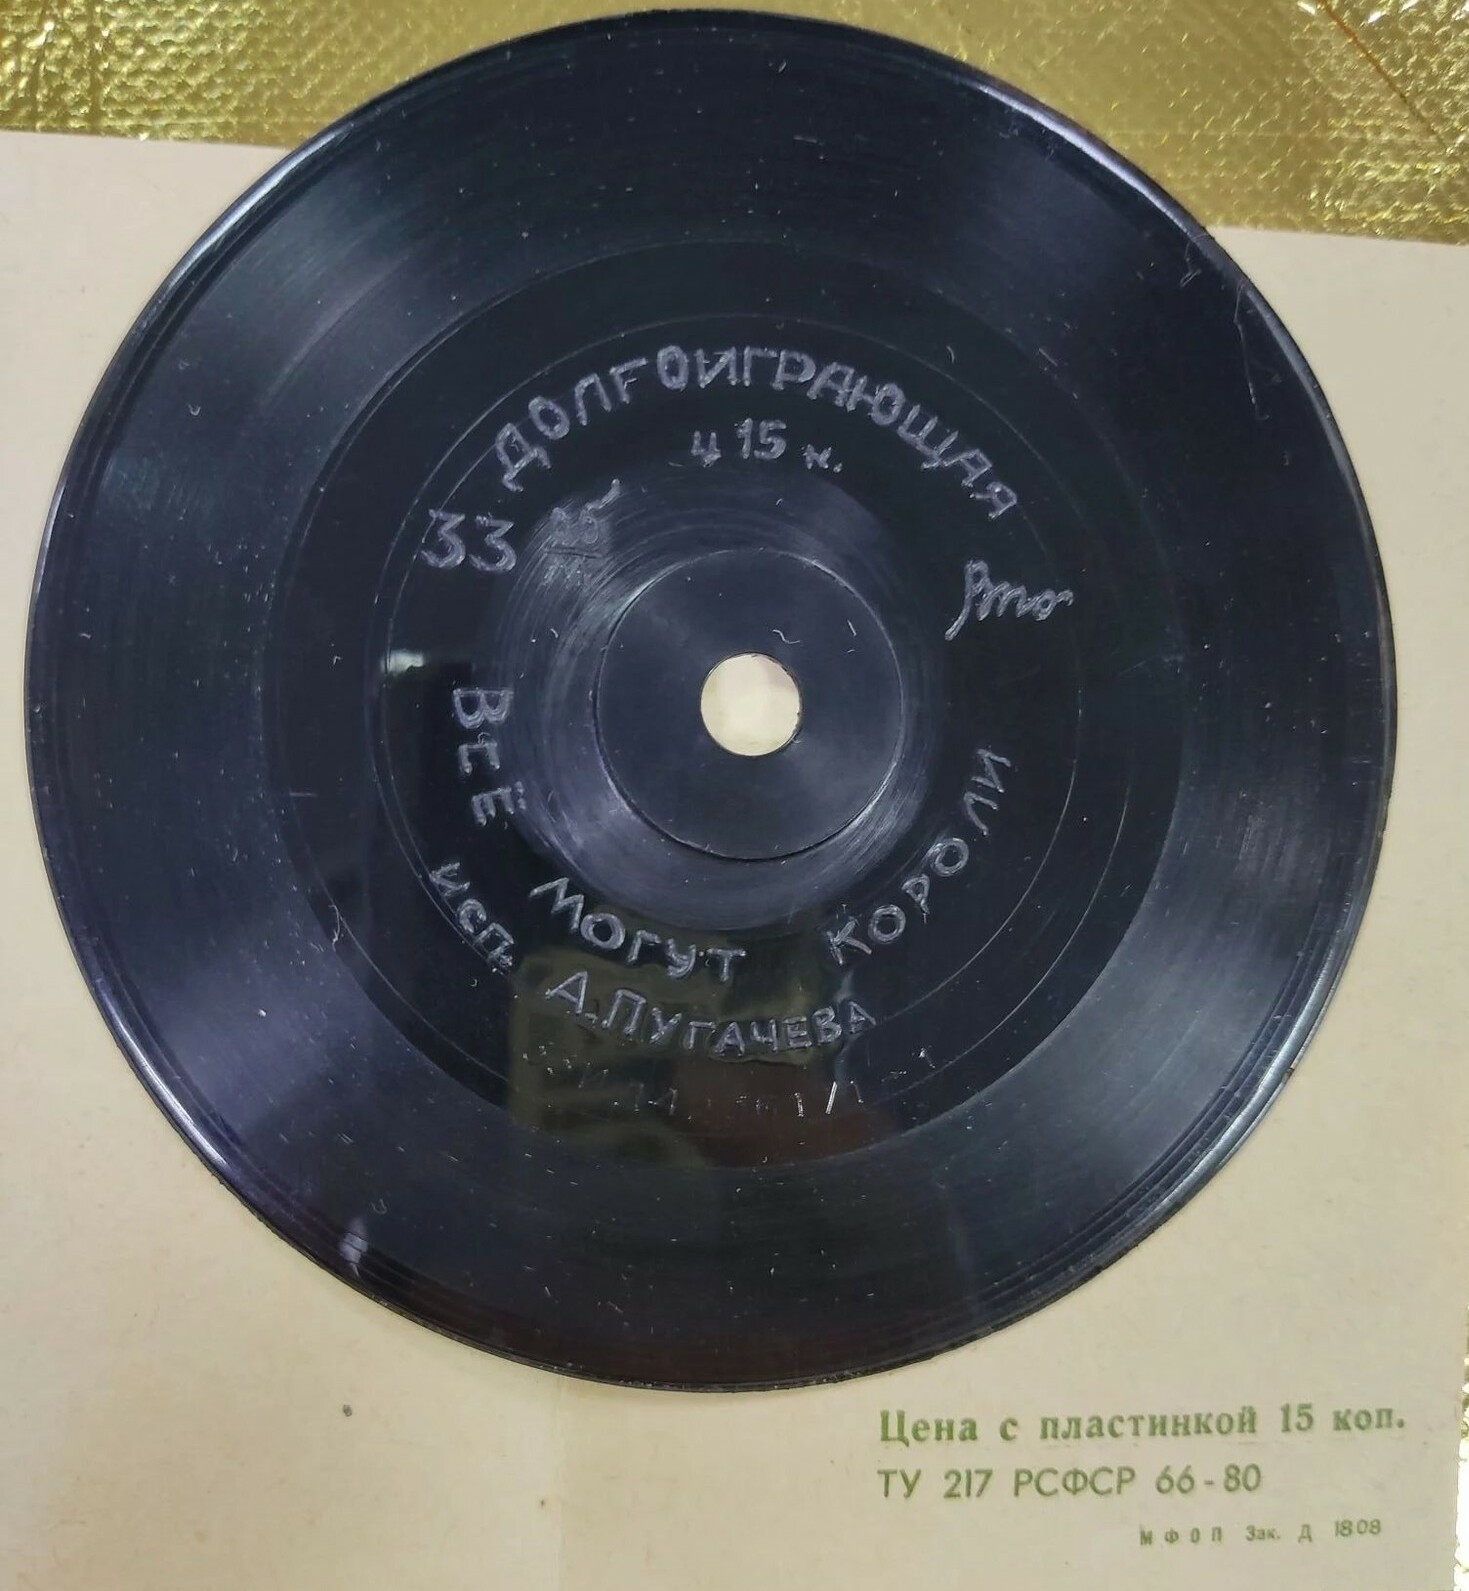 ДОЛГОИГРАЮЩАЯ
ц 15 к.
33 об
ВСЁ МОГУТ КОРОЛИ
исп. А.ПУГАЧЕВА
Цена с пластинкой 15 коп.
ТУ 217 РСФСР 66-80
МФОП Зак. Д 1808